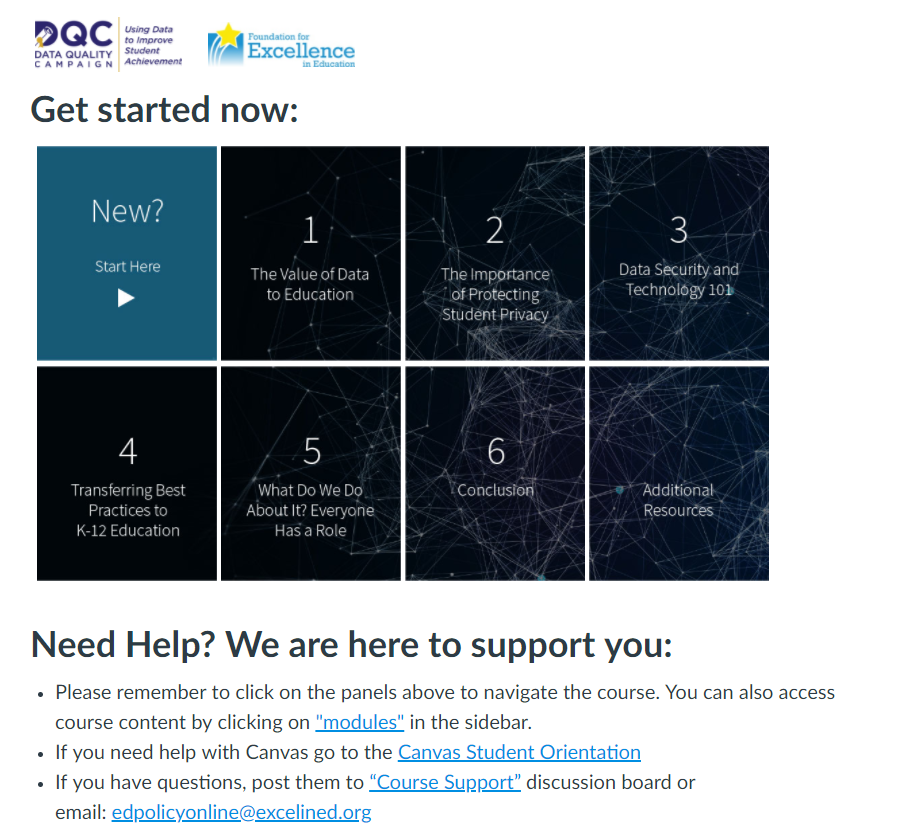 DQC
DATA QUALITY
CAMPAIGN
Using Data
to Improve
Student
Achievement
Foundation for
Excellence
in Education
Get started now:
New?
Start Here
1
The Value of Data
to Education
2
The Importance
of Protecting
Student Privacy
3
Data Security and
Technology 101
4
Transferring Best
Practices to
K-12 Education
5
What Do We Do
About It? Everyone
Has a Role
6
Conclusion
Additional
Resources
Need Help? We are here to support you:
• Please remember to click on the panels above to navigate the course. You can also access
course content by clicking on "modules" in the sidebar.
• If you need help with Canvas go to the Canvas Student Orientation
• If you have questions, post them to “Course Support” discussion board or
email: edpolicyonline@excelined.org